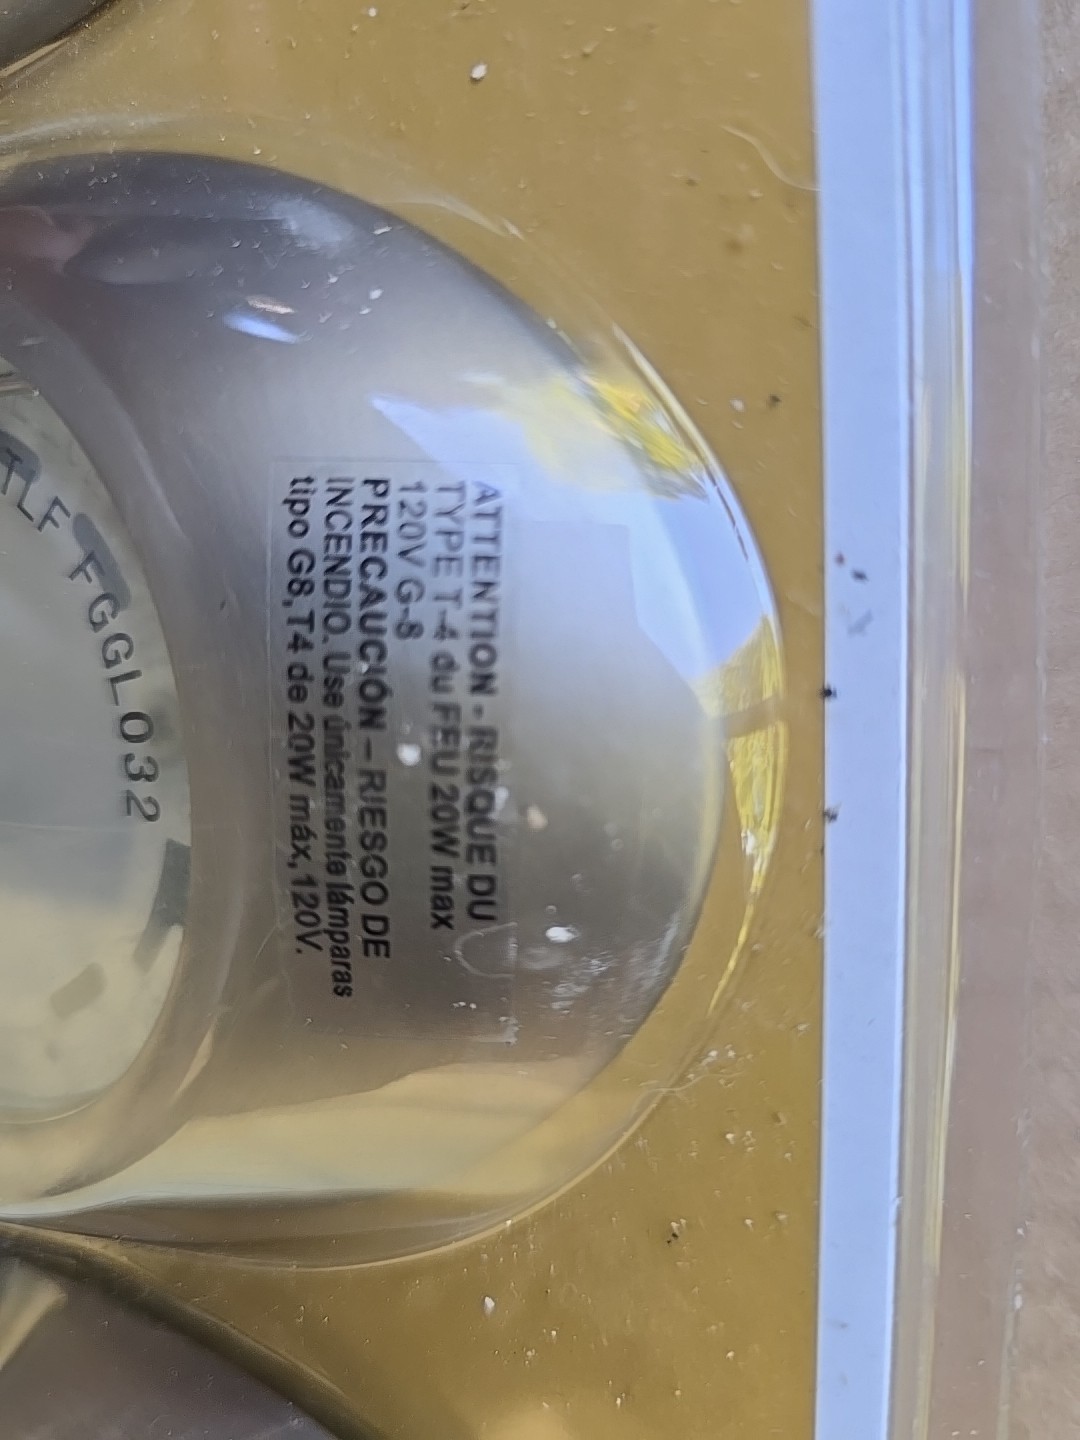 ATTENTION - RISQUE DU
TYPE T-4 du FEU 20W max
120V G-8
PRECAUCIÓN – RIESGO DE
INCENDIO. Use únicamente lámparas
tipo G8,T4 de 20W máx,120V.
TLF FGGL032